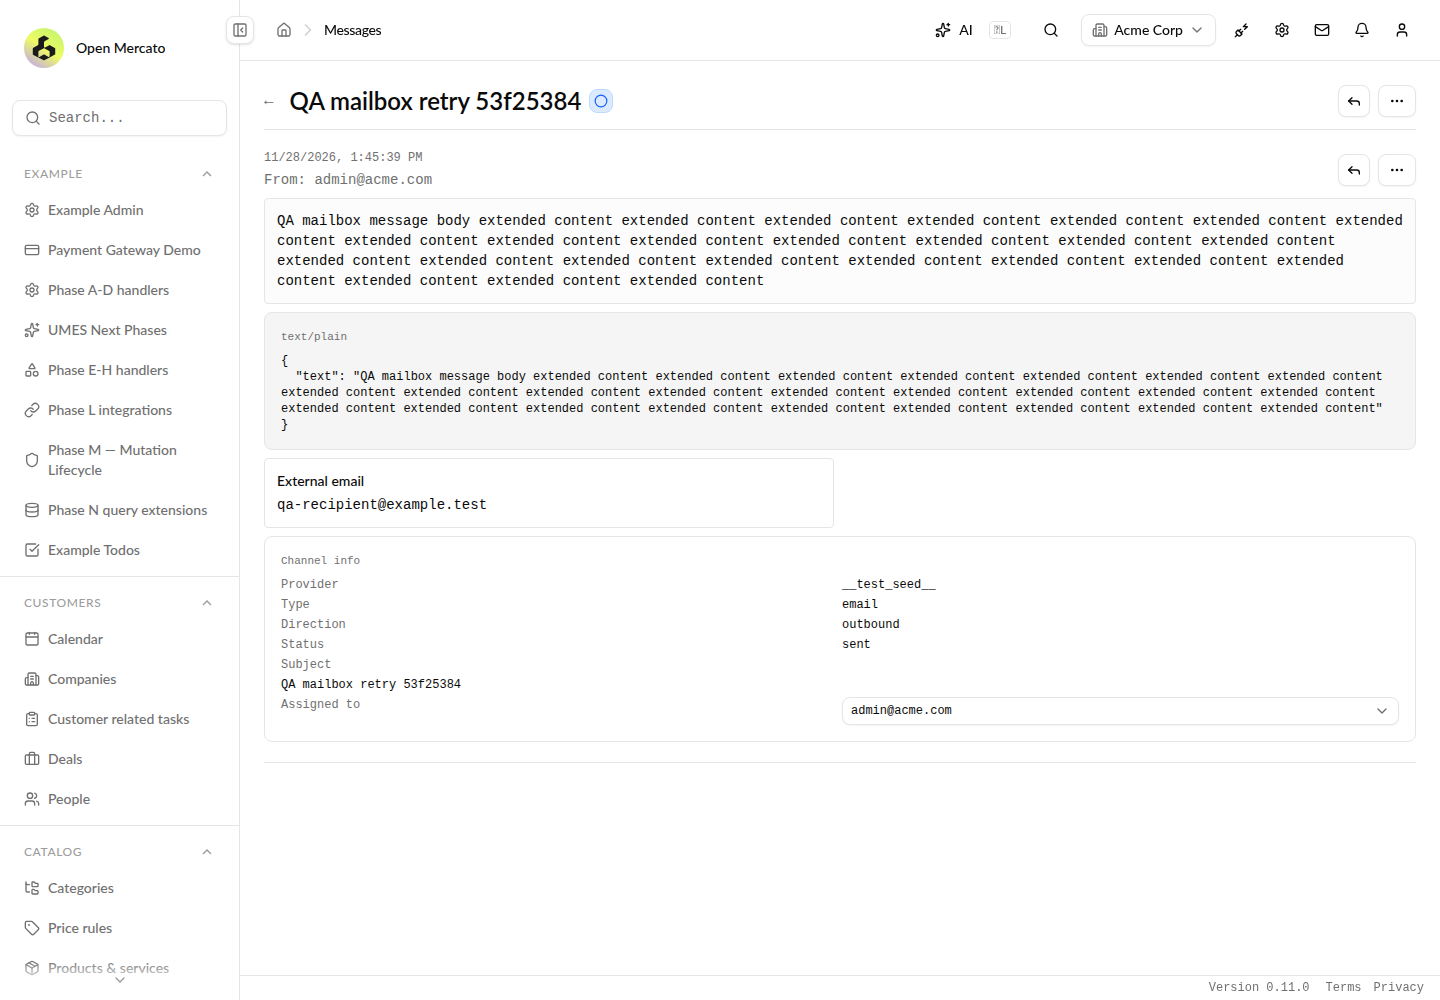 Open Mercato
Search...
EXAMPLE
Example Admin
Payment Gateway Demo
Phase A-D handlers
UMES Next Phases
Phase E-H handlers
Phase L integrations
Phase M — Mutation
Lifecycle
Phase N query extensions
Example Todos
CUSTOMERS
Calendar
Companies
Customer related tasks
Deals
People
CATALOG
Categories
Price rules
Products & services
Messages
AI
L
Acme Corp
← QA mailbox retry 53f25384
11/28/2026, 1:45:39 PM
From: admin@acme.com
QA mailbox message body extended content extended content extended content extended content extended content extended content extended
content extended content extended content extended content extended content extended content extended content extended content
extended content extended content extended content extended content extended content extended content extended content extended
content extended content extended content extended content
text/plain
{
"text": "QA mailbox message body extended content extended content extended content extended content extended content extended content extended content
extended content extended content extended content extended content extended content extended content extended content extended content extended content
extended content extended content extended content extended content extended content extended content extended content extended content extended content"
}
External email
qa-recipient@example.test
Channel info
Provider __test_seed__
Type email
Direction outbound
Status sent
Subject
QA mailbox retry 53f25384
Assigned to admin@acme.com
Version 0.11.0 Terms Privacy